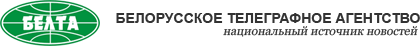 БЕЛТА
БЕЛОРУССКОЕ ТЕЛЕГРАФНОЕ АГЕНТСТВО
национальный источник новостей